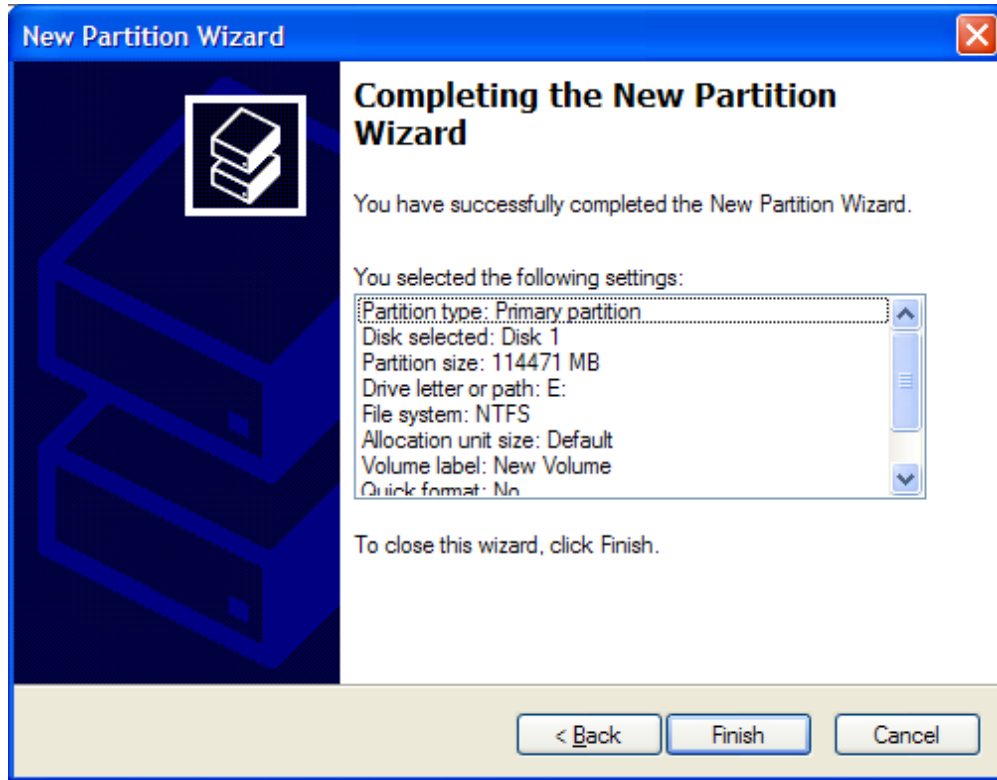 New Partition Wizard
Completing the New Partition
Wizard
You have successfully completed the New Partition Wizard.
You selected the following settings:
Partition type: Primary partition
Disk selected: Disk 1
Partition size: 114471 MB
Drive letter or path: E:
File system: NTFS
Allocation unit size: Default
Volume label: New Volume
Quick format: No
To close this wizard, click Finish.
< Back
Finish
Cancel